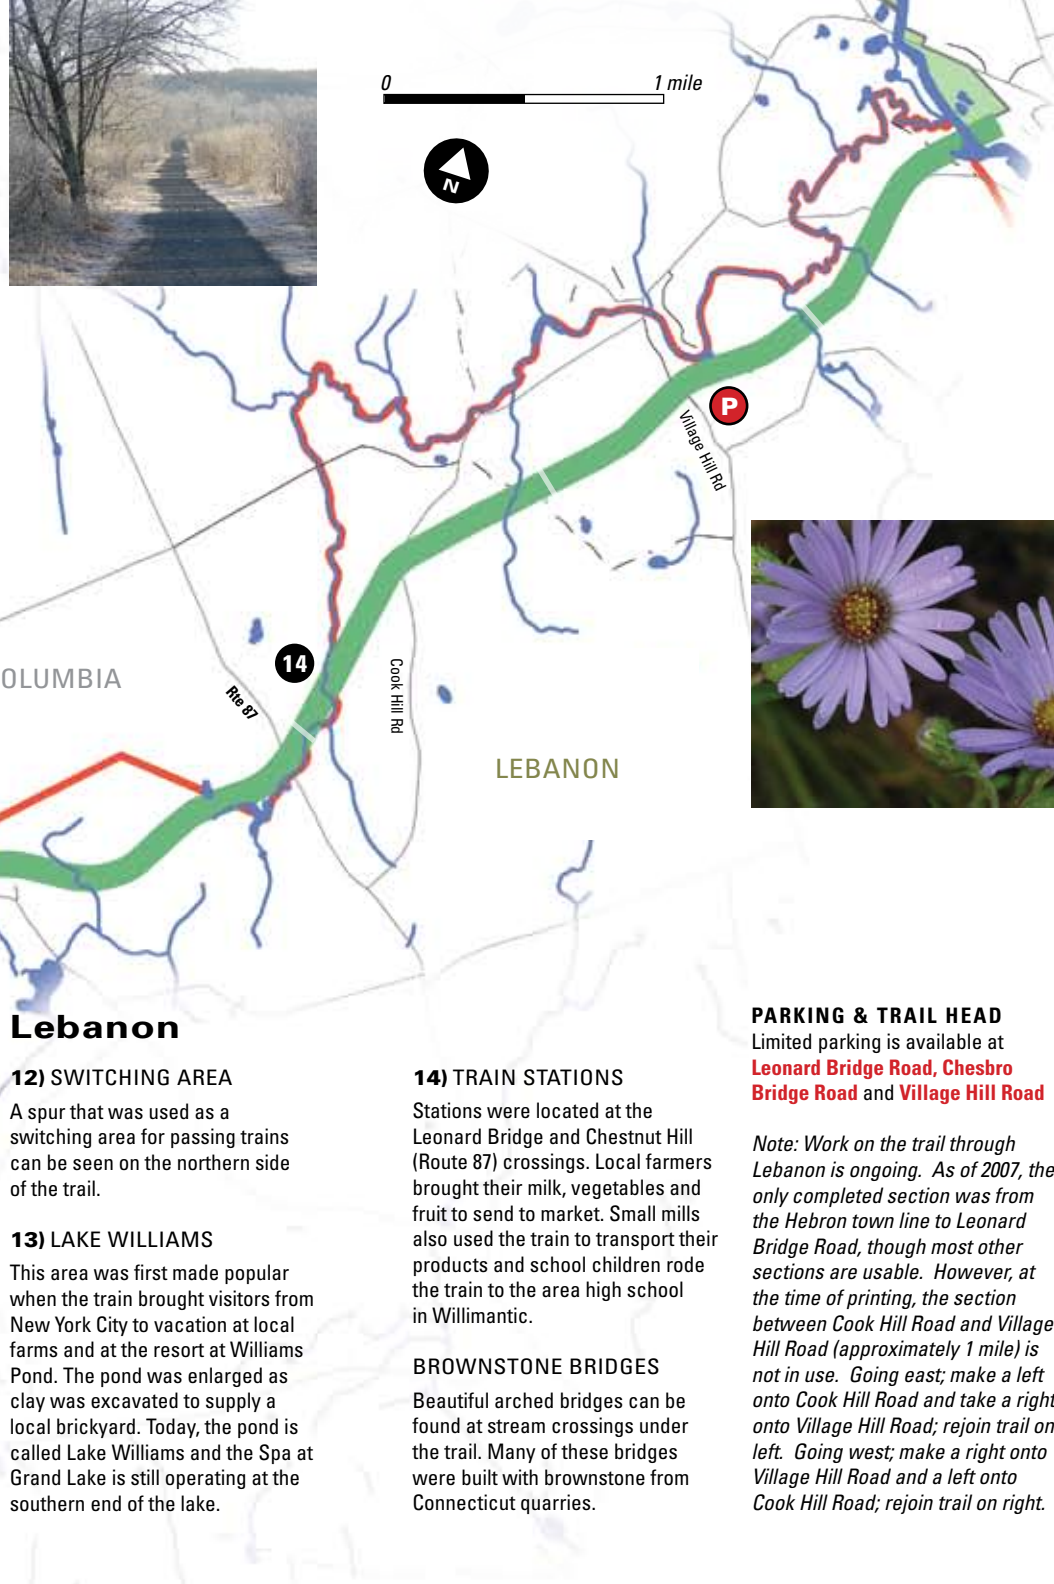 0 1 mile
N
P
Village Hill Rd
14
OLUMBIA
Rte 87
Cook Hill Rd
LEBANON
Lebanon
12) SWITCHING AREA
A spur that was used as a
switching area for passing trains
can be seen on the northern side
of the trail.
13) LAKE WILLIAMS
This area was first made popular
when the train brought visitors from
New York City to vacation at local
farms and at the resort at Williams
Pond. The pond was enlarged as
clay was excavated to supply a
local brickyard. Today, the pond is
called Lake Williams and the Spa at
Grand Lake is still operating at the
southern end of the lake.
14) TRAIN STATIONS
Stations were located at the
Leonard Bridge and Chestnut Hill
(Route 87) crossings. Local farmers
brought their milk, vegetables and
fruit to send to market. Small mills
also used the train to transport their
products and school children rode
the train to the area high school
in Willimantic.
BROWNSTONE BRIDGES
Beautiful arched bridges can be
found at stream crossings under
the trail. Many of these bridges
were built with brownstone from
Connecticut quarries.
PARKING & TRAIL HEAD
Limited parking is available at
Leonard Bridge Road, Chesbro
Bridge Road and Village Hill Road
Note: Work on the trail through
Lebanon is ongoing. As of 2007, the
only completed section was from
the Hebron town line to Leonard
Bridge Road, though most other
sections are usable. However, at
the time of printing, the section
between Cook Hill Road and Village
Hill Road (approximately 1 mile) is
not in use. Going east; make a left
onto Cook Hill Road and take a right
onto Village Hill Road; rejoin trail on
left. Going west; make a right onto
Village Hill Road and a left onto
Cook Hill Road; rejoin trail on right.